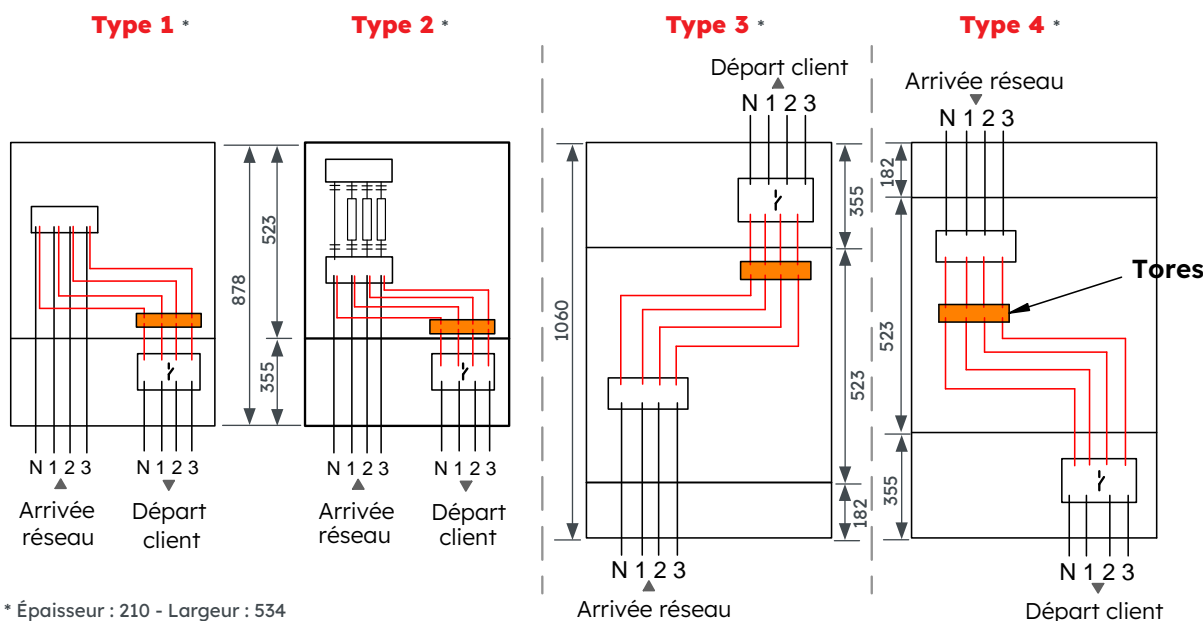 Type 1 *
Type 2 *
Type 3 *
Type 4 *
Départ client
N 1 2 3
Arrivée réseau
N 1 2 3
523
878
355
355
1060
523
182
182
523
355
Tores
N 1 2 3
N 1 2 3
N 1 2 3
N 1 2 3
Arrivée
réseau
Départ
client
Arrivée
réseau
Départ
client
N 1 2 3
Arrivée réseau
N 1 2 3
Départ client
* Épaisseur : 210 - Largeur : 534